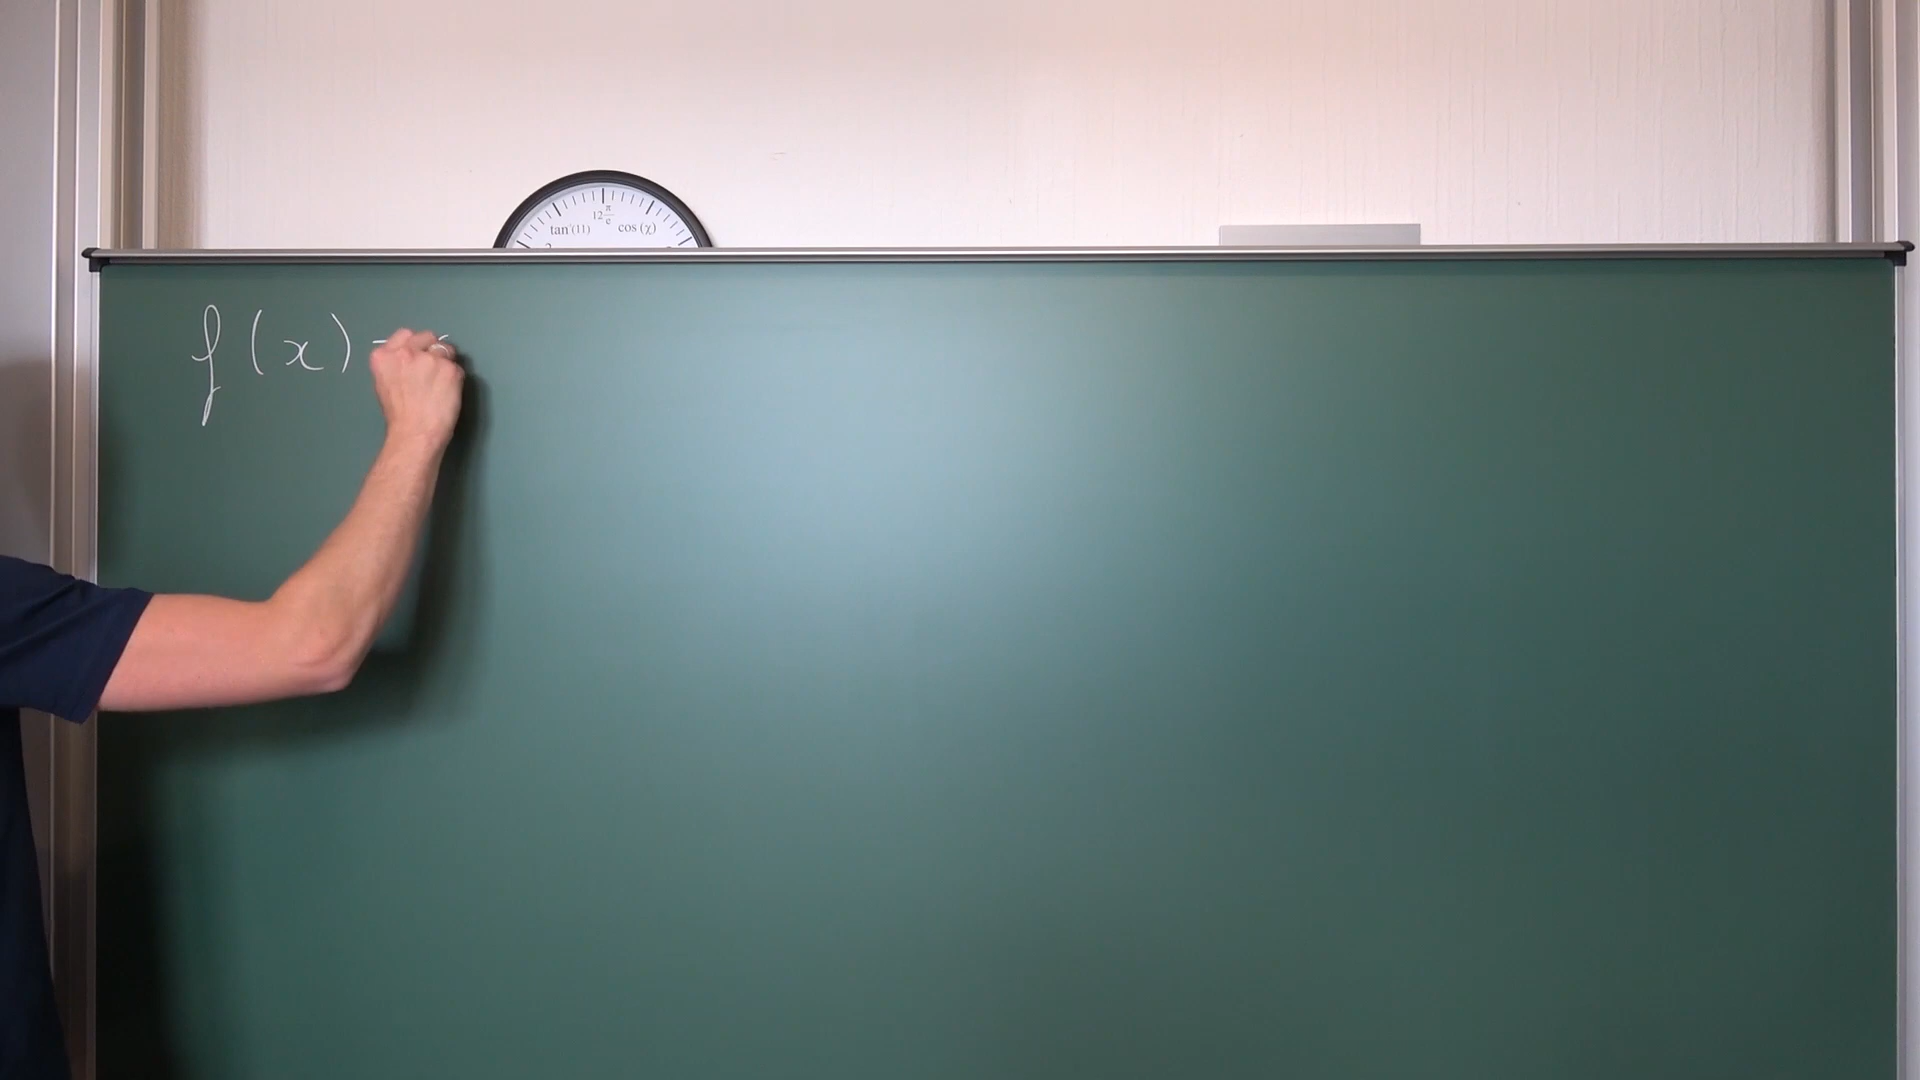 12 π/e
tan (11) cos (χ)
f(x) =